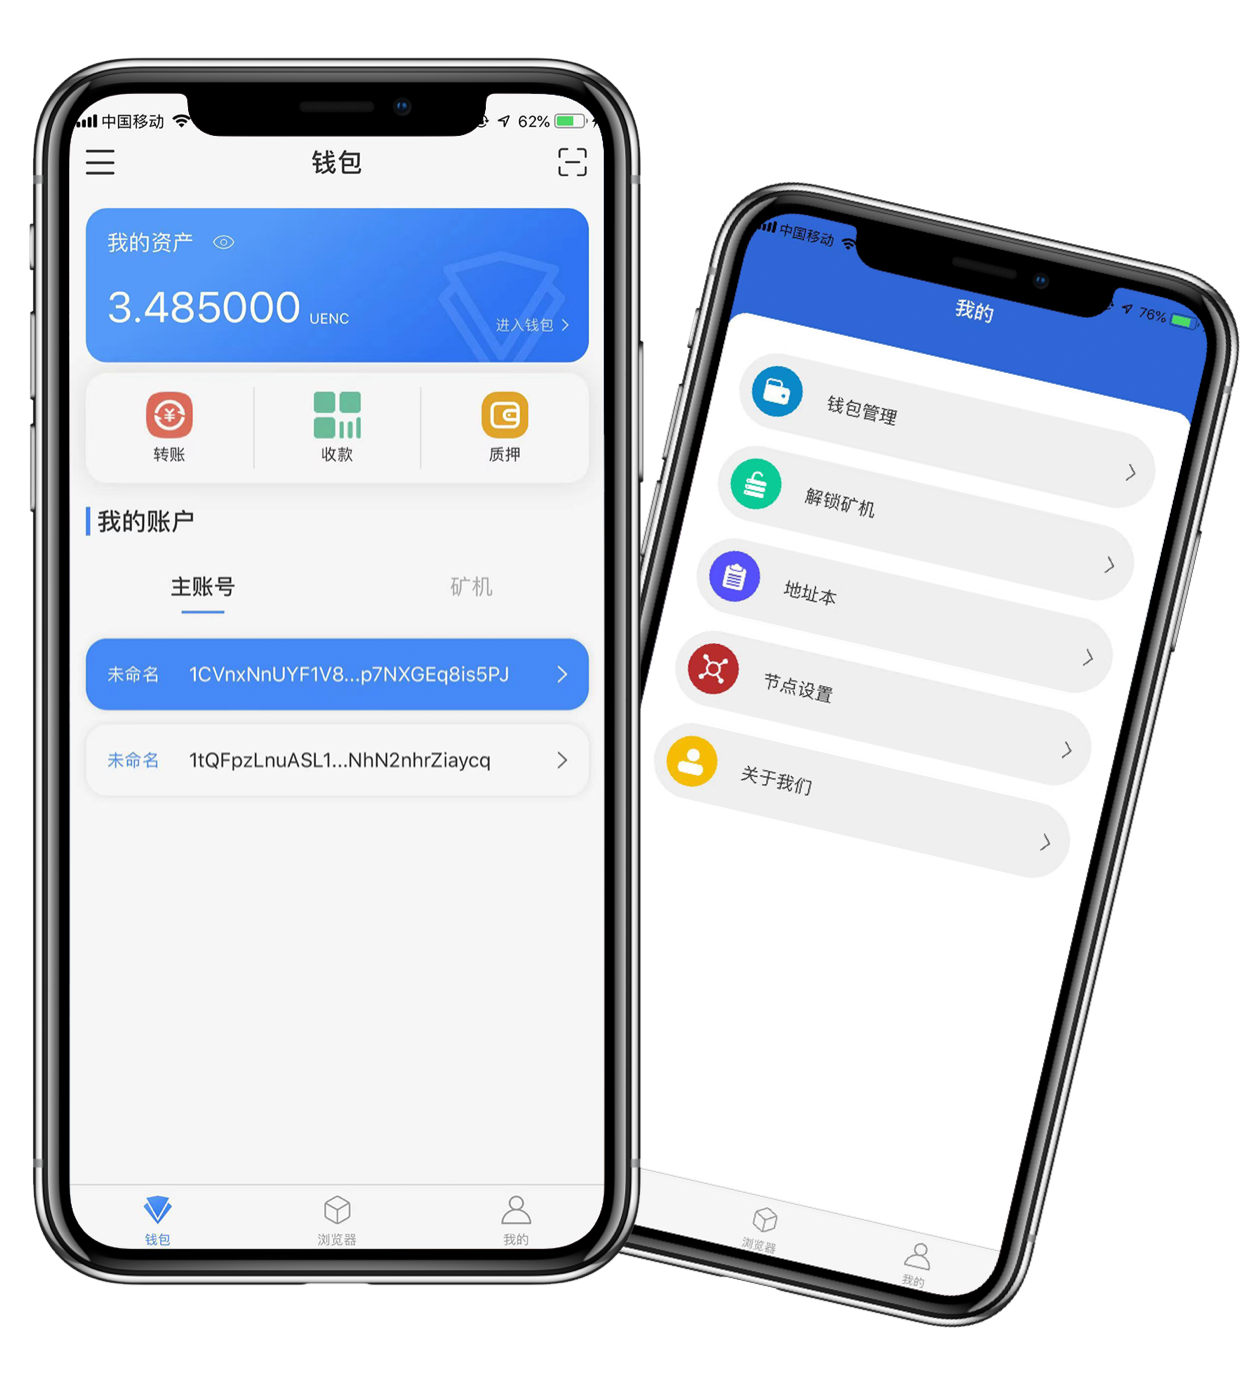 中国移动
62%
钱包
我的资产
3.485000 UENC
进入钱包
转账
收款
质押
我的账户
主账号
矿机
未命名 1CVnxNnUYF1V8...p7NXGEq8is5PJ
未命名 1tQFpzLnuASL1...NhN2nhrZiaycq
钱包
浏览器
我的
中国移动
76%
我的
钱包管理
解锁矿机
地址本
节点设置
关于我们
浏览器
我的